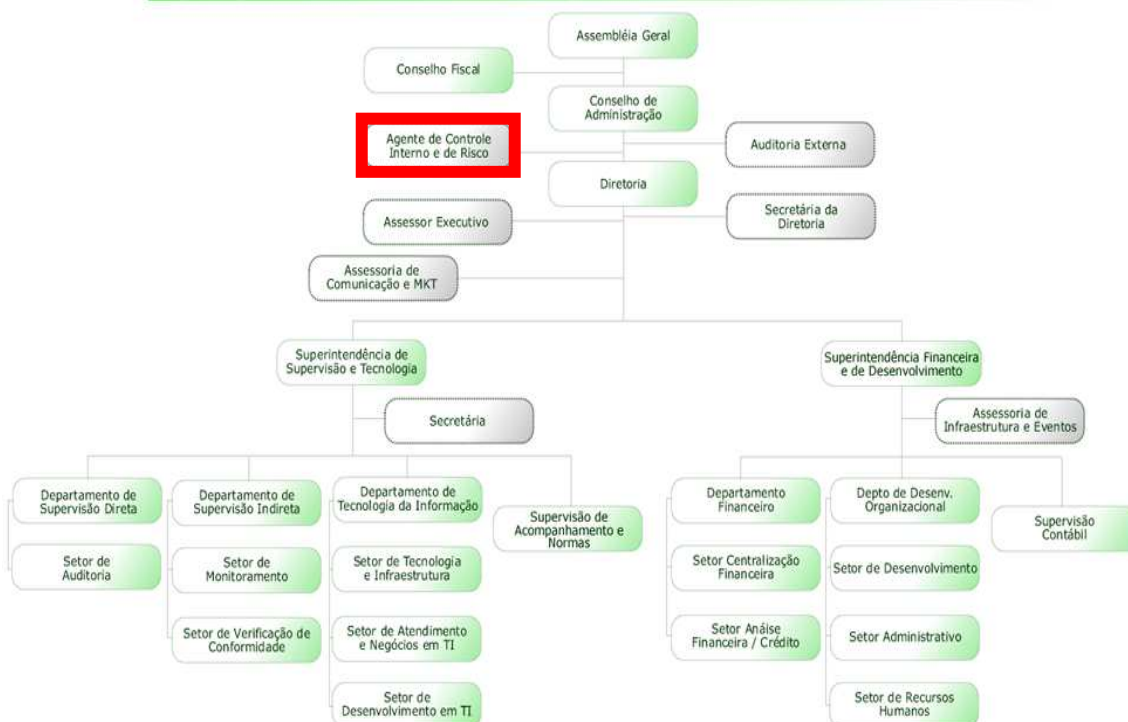 Assembléia Geral
Conselho Fiscal
Conselho de
Administração
Agente de Controle
Interno e de Risco
Auditoria Externa
Diretoria
Assessor Executivo
Secretária da
Diretoria
Assessoria de
Comunicação e MKT
Superintendência de
Supervisão e Tecnologia
Superintendência Financeira
e de Desenvolvimento
Secretária
Assessoria de
Infraestrutura e Eventos
Departamento de
Supervisão Direta
Departamento de
Supervisão Indireta
Departamento de
Tecnologia da Informação
Supervisão de
Acompanhamento e
Normas
Departamento
Financeiro
Depto de Desenv.
Organizacional
Supervisão
Contábil
Setor de
Auditoria
Setor de
Monitoramento
Setor de Tecnologia
e Infraestrutura
Setor Centralização
Financeira
Setor de Desenvolvimento
Setor de Verificação de
Conformidade
Setor de Atendimento
e Negócios em TI
Setor Anáise
Financeira / Crédito
Setor Administrativo
Setor de
Desenvolvimento em TI
Setor de Recursos
Humanos